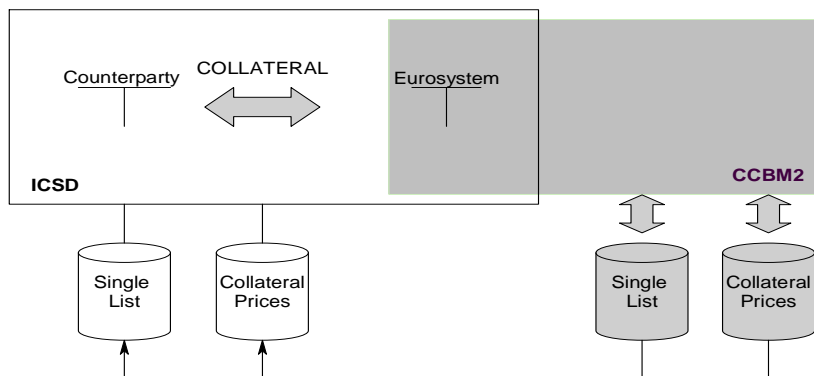 Counterparty
COLLATERAL
Eurosystem
ICSD
CCBM2
Single
List
Collateral
Prices
Single
List
Collateral
Prices